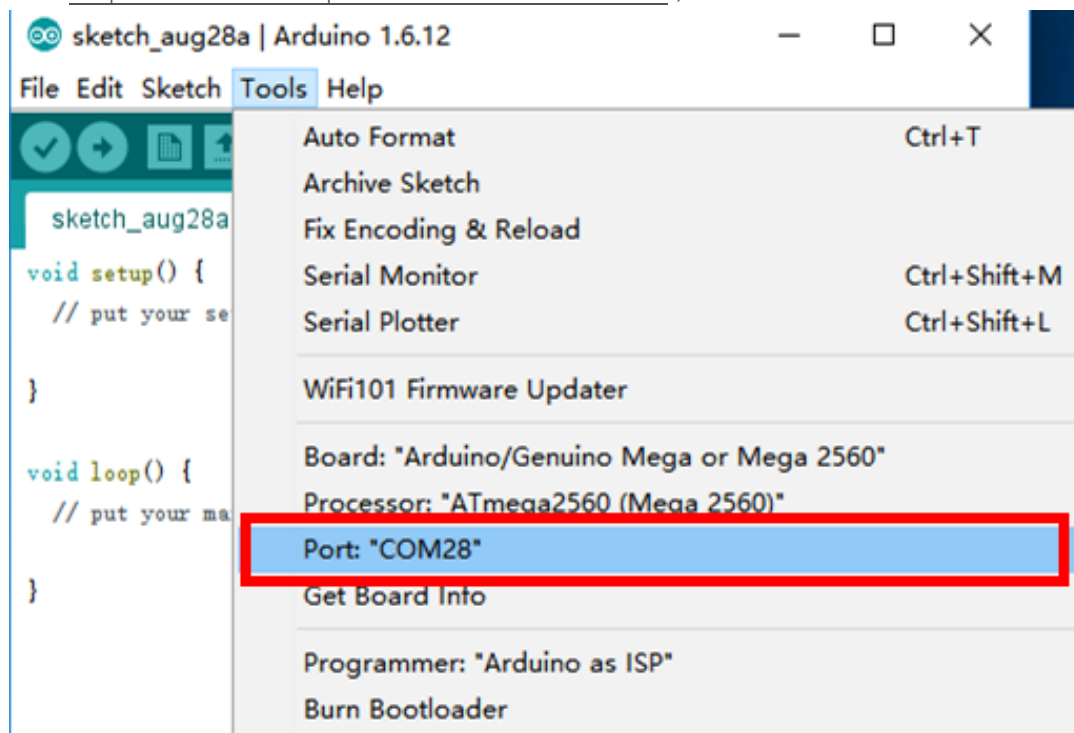 sketch_aug28a | Arduino 1.6.12
File Edit Sketch Tools Help
Auto Format Ctrl+T
Archive Sketch
sketch_aug28a
Fix Encoding & Reload
void setup() {
Serial Monitor Ctrl+Shift+M
// put your se
Serial Plotter Ctrl+Shift+L
}
WiFi101 Firmware Updater
Board: "Arduino/Genuino Mega or Mega 2560"
void loop() {
Processor: "ATmega2560 (Mega 2560)"
// put your ma
Port: "COM28"
}
Get Board Info
Programmer: "Arduino as ISP"
Burn Bootloader